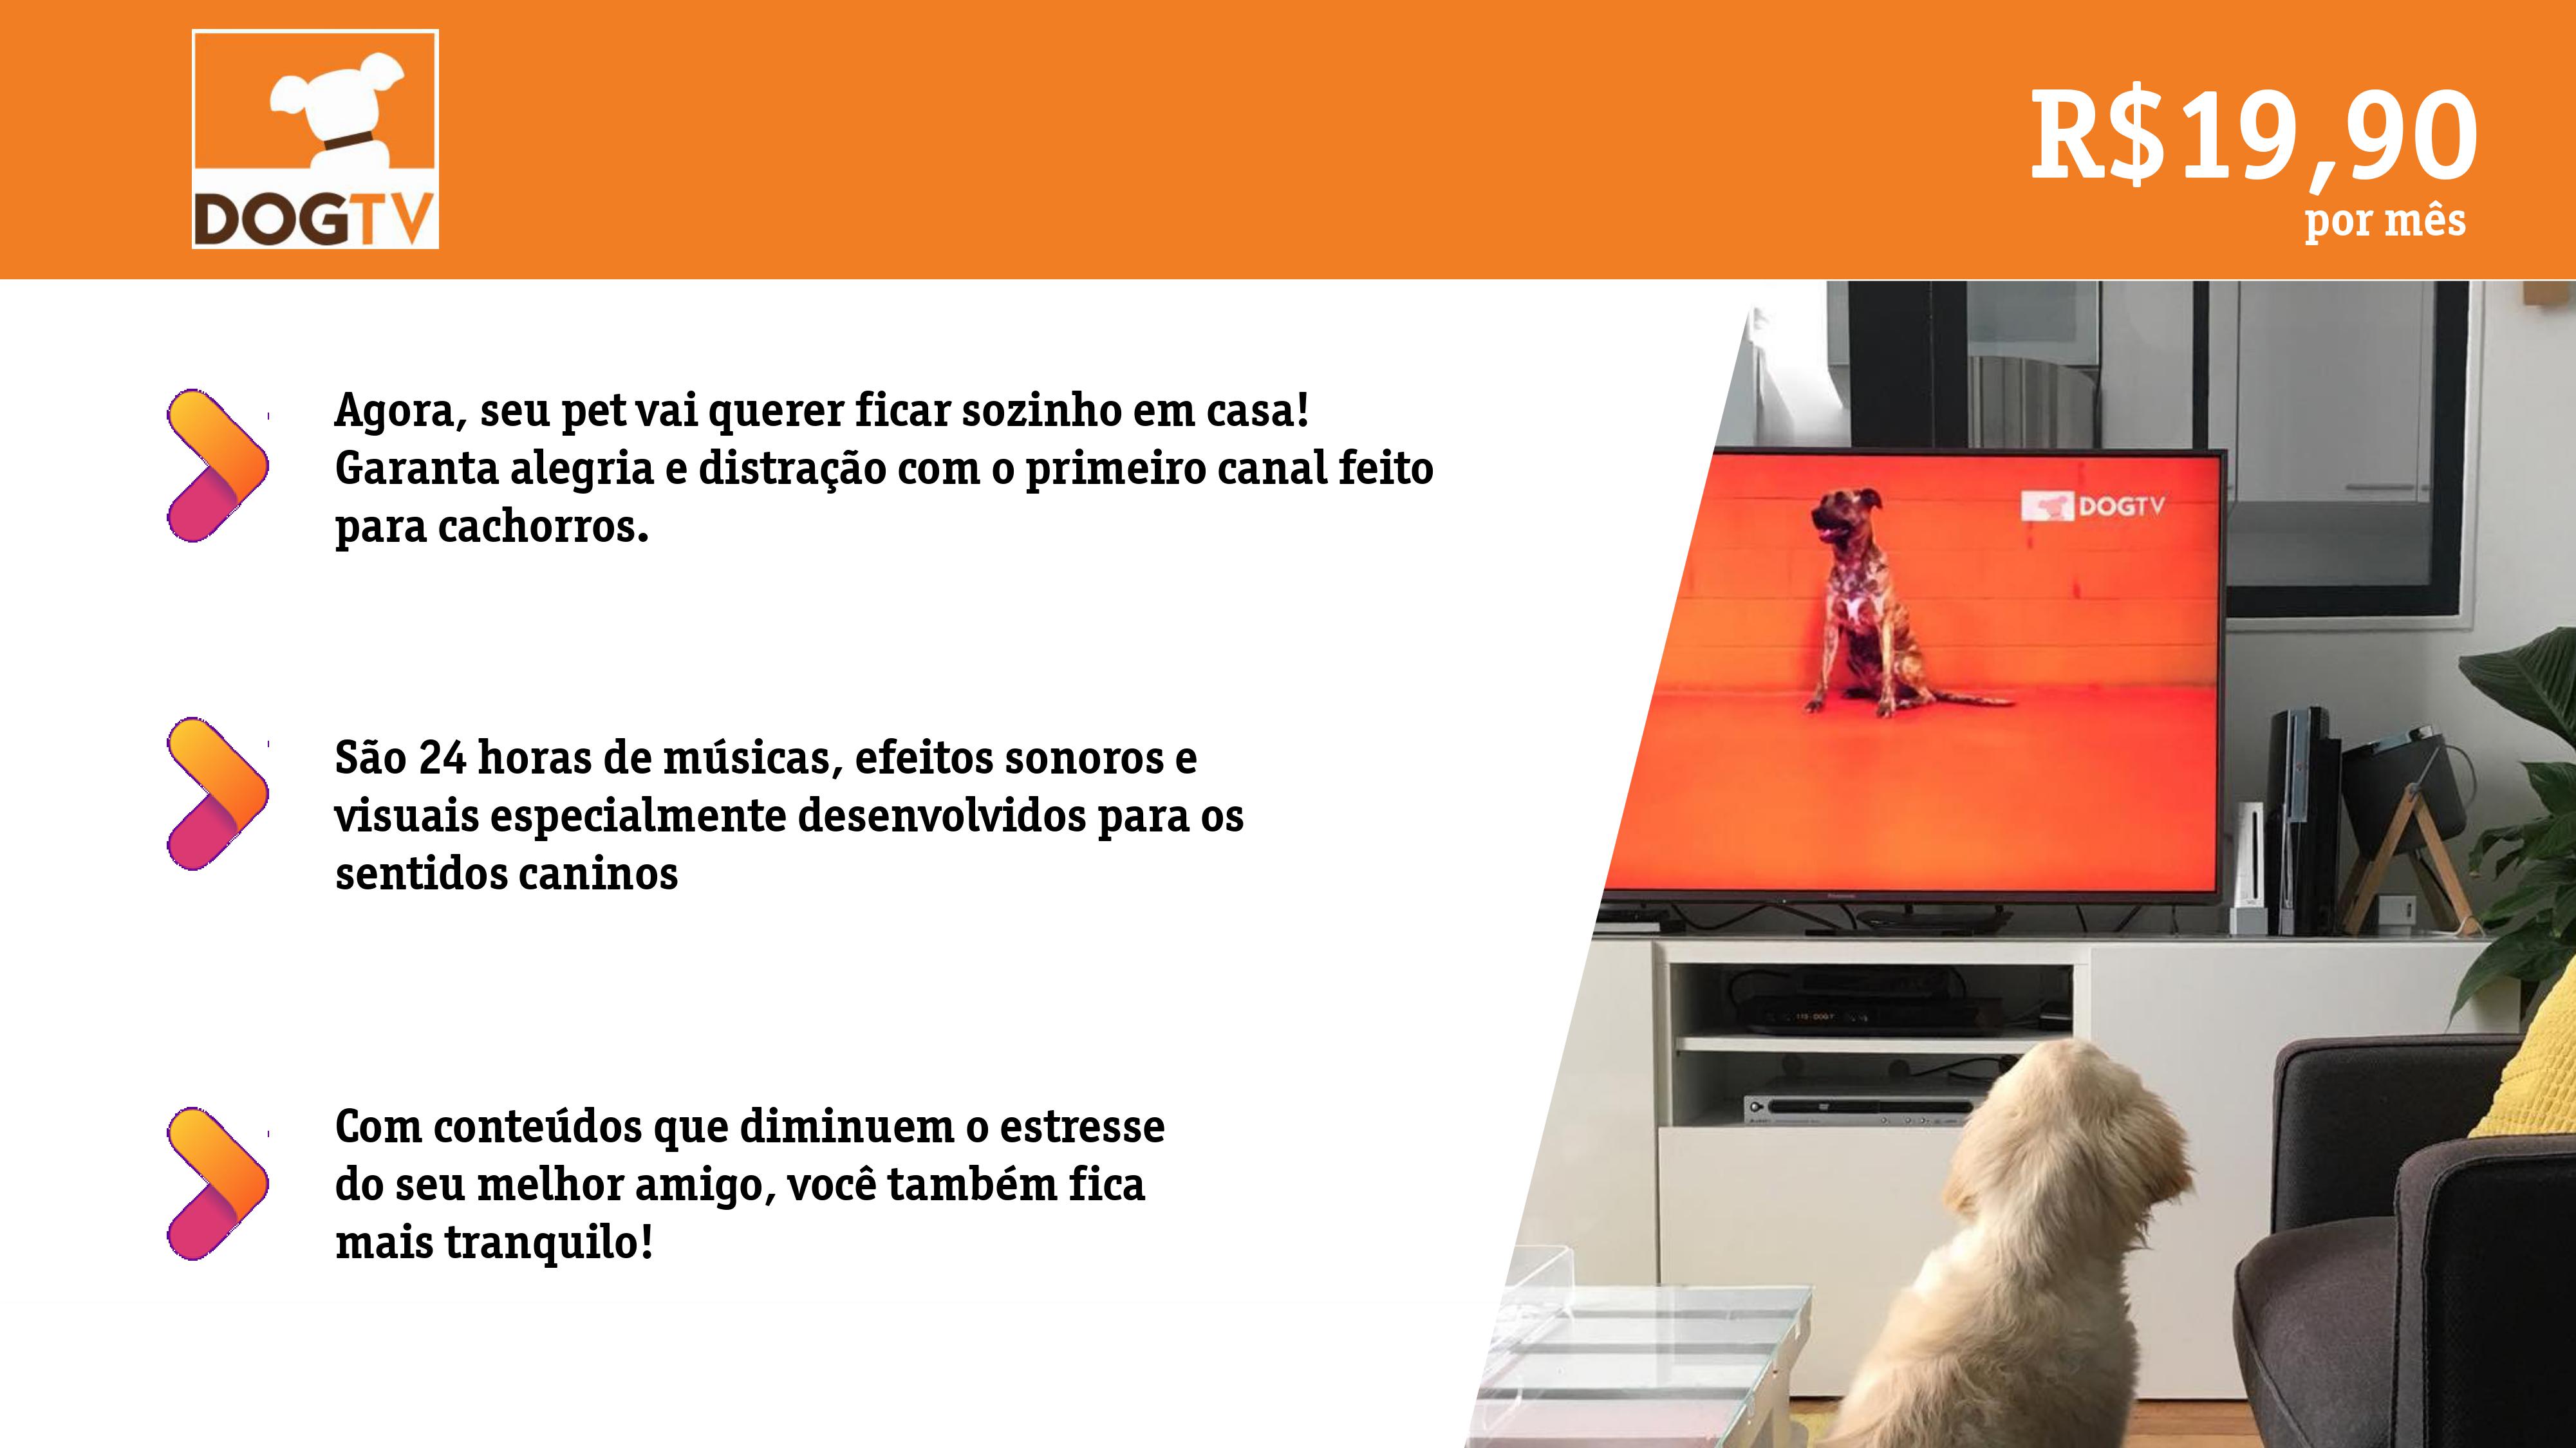 DOGTV
R$19,90
por mês
Agora, seu pet vai querer ficar sozinho em casa!
Garanta alegria e distração com o primeiro canal feito
para cachorros.
DOGTV
São 24 horas de músicas, efeitos sonoros e
visuais especialmente desenvolvidos para os
sentidos caninos
Com conteúdos que diminuem o estresse
do seu melhor amigo, você também fica
mais tranquilo!